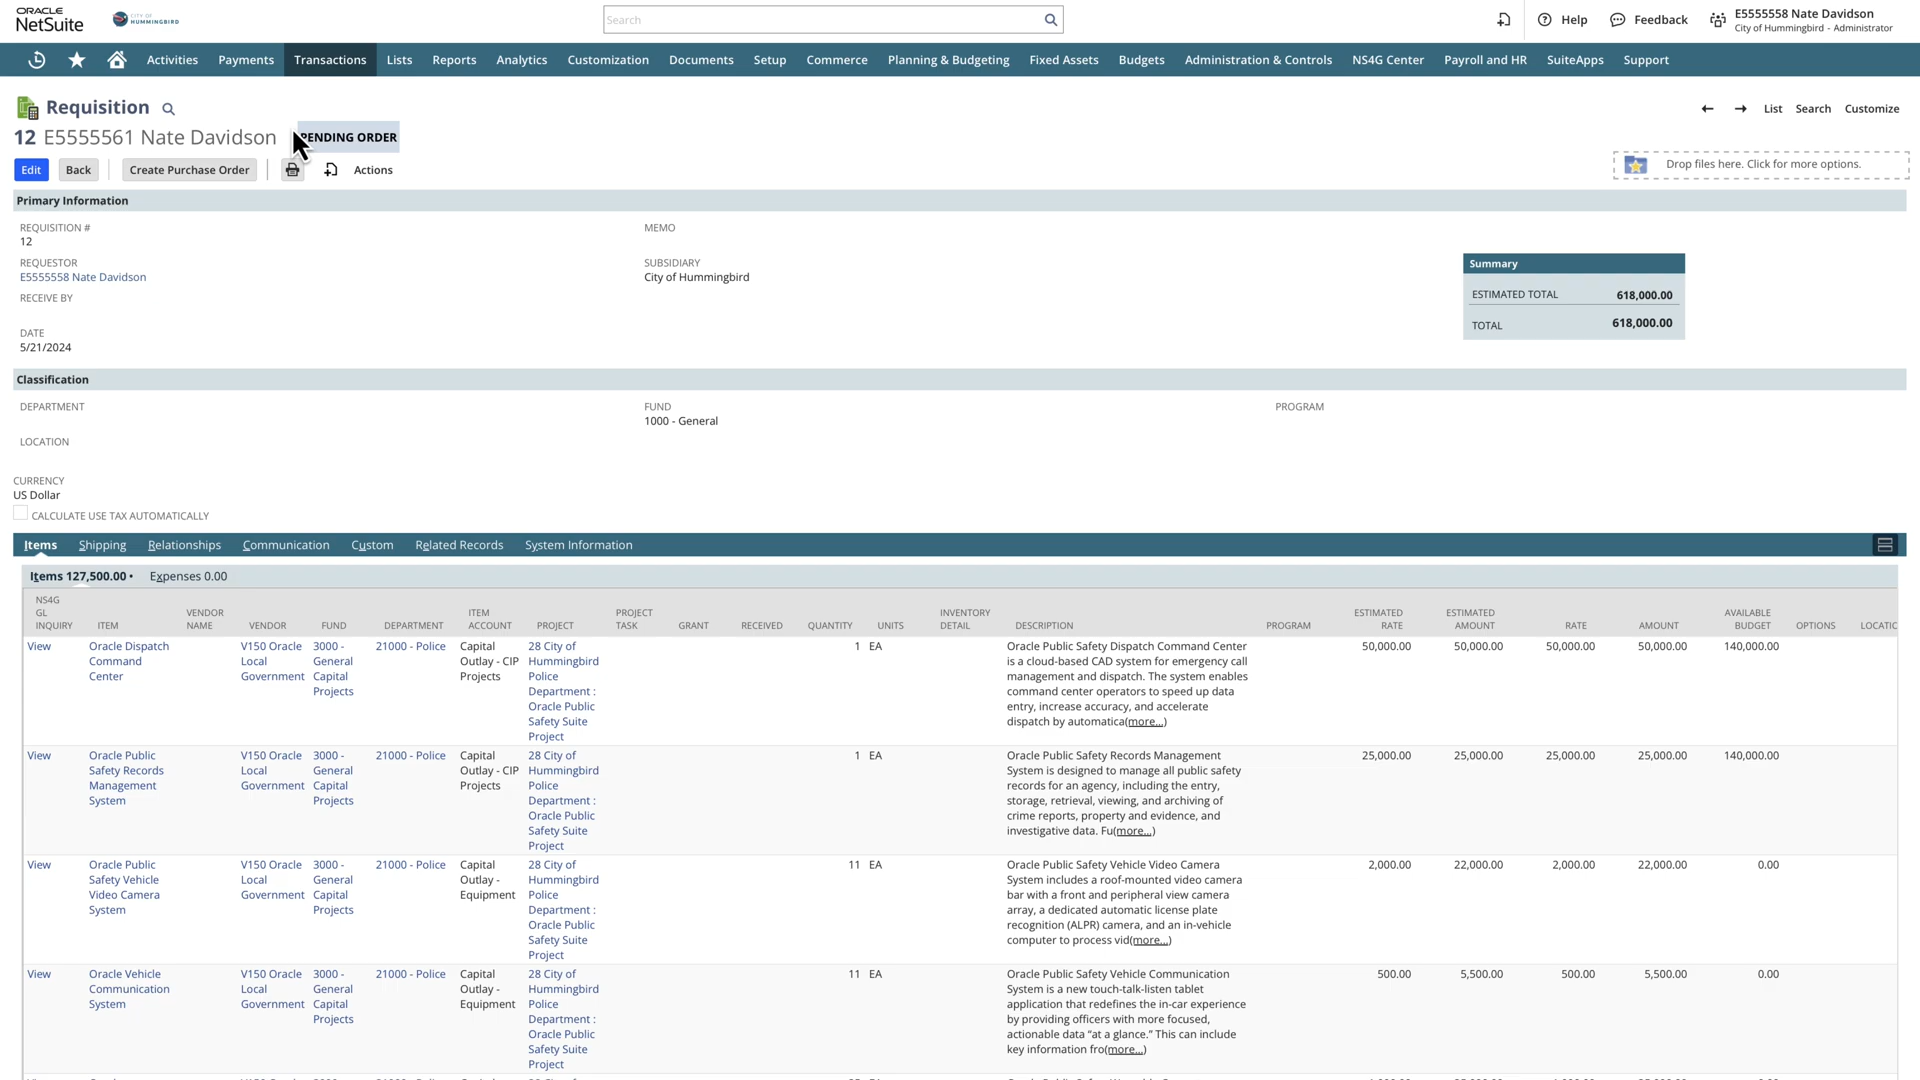 ORACLE
NetSuite
CITY OF
HUMMINGBIRD
Search
Help
Feedback
E5555558 Nate Davidson
City of Hummingbird - Administrator
Activities Payments Transactions Lists Reports Analytics Customization Documents Setup Commerce Planning & Budgeting Fixed Assets Budgets Administration & Controls NS4G Center Payroll and HR SuiteApps Support
Requisition
List Search Customize
12 E5555561 Nate Davidson PENDING ORDER
Edit Back Create Purchase Order Actions
Drop files here. Click for more options.
Primary Information
REQUISITION #
12
REQUESTOR
E5555558 Nate Davidson
RECEIVE BY
DATE
5/21/2024
MEMO
SUBSIDIARY
City of Hummingbird
Summary
ESTIMATED TOTAL 618,000.00
TOTAL 618,000.00
Classification
DEPARTMENT
LOCATION
FUND
1000 - General
PROGRAM
CURRENCY
US Dollar
CALCULATE USE TAX AUTOMATICALLY
Items Shipping Relationships Communication Custom Related Records System Information
Items 127,500.00 • Expenses 0.00
NS4G
GL
INQUIRY
ITEM
VENDOR
NAME
VENDOR
FUND
DEPARTMENT
ITEM
ACCOUNT
PROJECT
PROJECT
TASK
GRANT
RECEIVED
QUANTITY
UNITS
INVENTORY
DETAIL
DESCRIPTION
PROGRAM
ESTIMATED
RATE
ESTIMATED
AMOUNT
RATE
AMOUNT
AVAILABLE
BUDGET
OPTIONS
LOCATIC
View
Oracle Dispatch
Command
Center
V150 Oracle
Local
Government
3000 -
General
Capital
Projects
21000 - Police
Capital
Outlay - CIP
Projects
28 City of
Hummingbird
Police
Department :
Oracle Public
Safety Suite
Project
1 EA
Oracle Public Safety Dispatch Command Center
is a cloud-based CAD system for emergency call
management and dispatch. The system enables
command center operators to speed up data
entry, increase accuracy, and accelerate
dispatch by automatica(more...)
50,000.00 50,000.00 50,000.00 50,000.00 140,000.00
View
Oracle Public
Safety Records
Management
System
V150 Oracle
Local
Government
3000 -
General
Capital
Projects
21000 - Police
Capital
Outlay - CIP
Projects
28 City of
Hummingbird
Police
Department :
Oracle Public
Safety Suite
Project
1 EA
Oracle Public Safety Records Management
System is designed to manage all public safety
records for an agency, including the entry,
storage, retrieval, viewing, and archiving of
crime reports, property and evidence, and
investigative data. Fu(more...)
25,000.00 25,000.00 25,000.00 25,000.00 140,000.00
View
Oracle Public
Safety Vehicle
Video Camera
System
V150 Oracle
Local
Government
3000 -
General
Capital
Projects
21000 - Police
Capital
Outlay -
Equipment
28 City of
Hummingbird
Police
Department :
Oracle Public
Safety Suite
Project
11 EA
Oracle Public Safety Vehicle Video Camera
System includes a roof-mounted video camera
bar with a front and peripheral view camera
array, a dedicated automatic license plate
recognition (ALPR) camera, and an in-vehicle
computer to process vid(more...)
2,000.00 22,000.00 2,000.00 22,000.00 0.00
View
Oracle Vehicle
Communication
System
V150 Oracle
Local
Government
3000 -
General
Capital
Projects
21000 - Police
Capital
Outlay -
Equipment
28 City of
Hummingbird
Police
Department :
Oracle Public
Safety Suite
Project
11 EA
Oracle Public Safety Vehicle Communication
System is a new touch-talk-listen tablet
application that redefines the in-car experience
by providing officers with more focused,
actionable data “at a glance.” This can include
key information fro(more...)
500.00 5,500.00 500.00 5,500.00 0.00